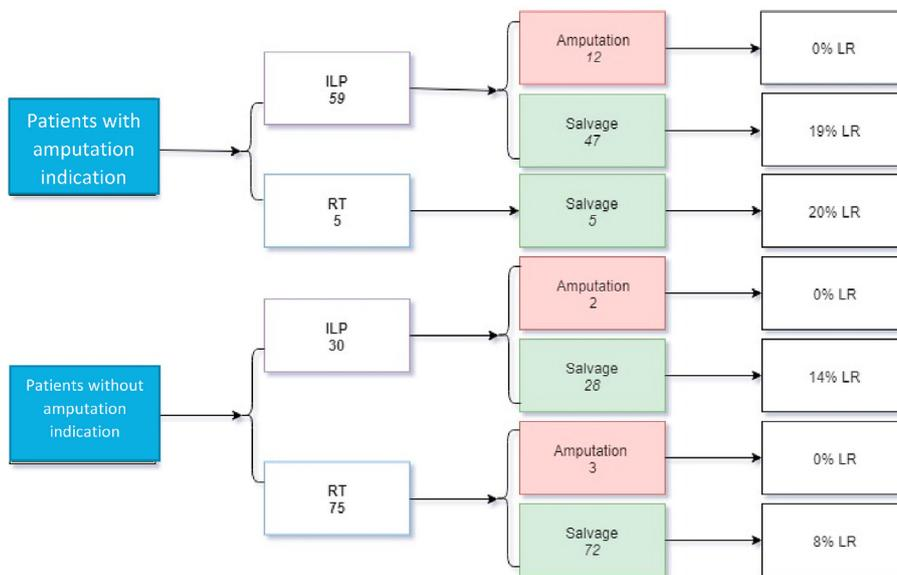 Patients with
amputation
indication
ILP
59
Amputation
12
0% LR
Salvage
47
19% LR
RT
5
Salvage
5
20% LR
Patients without
amputation
indication
ILP
30
Amputation
2
0% LR
Salvage
28
14% LR
RT
75
Amputation
3
0% LR
Salvage
72
8% LR